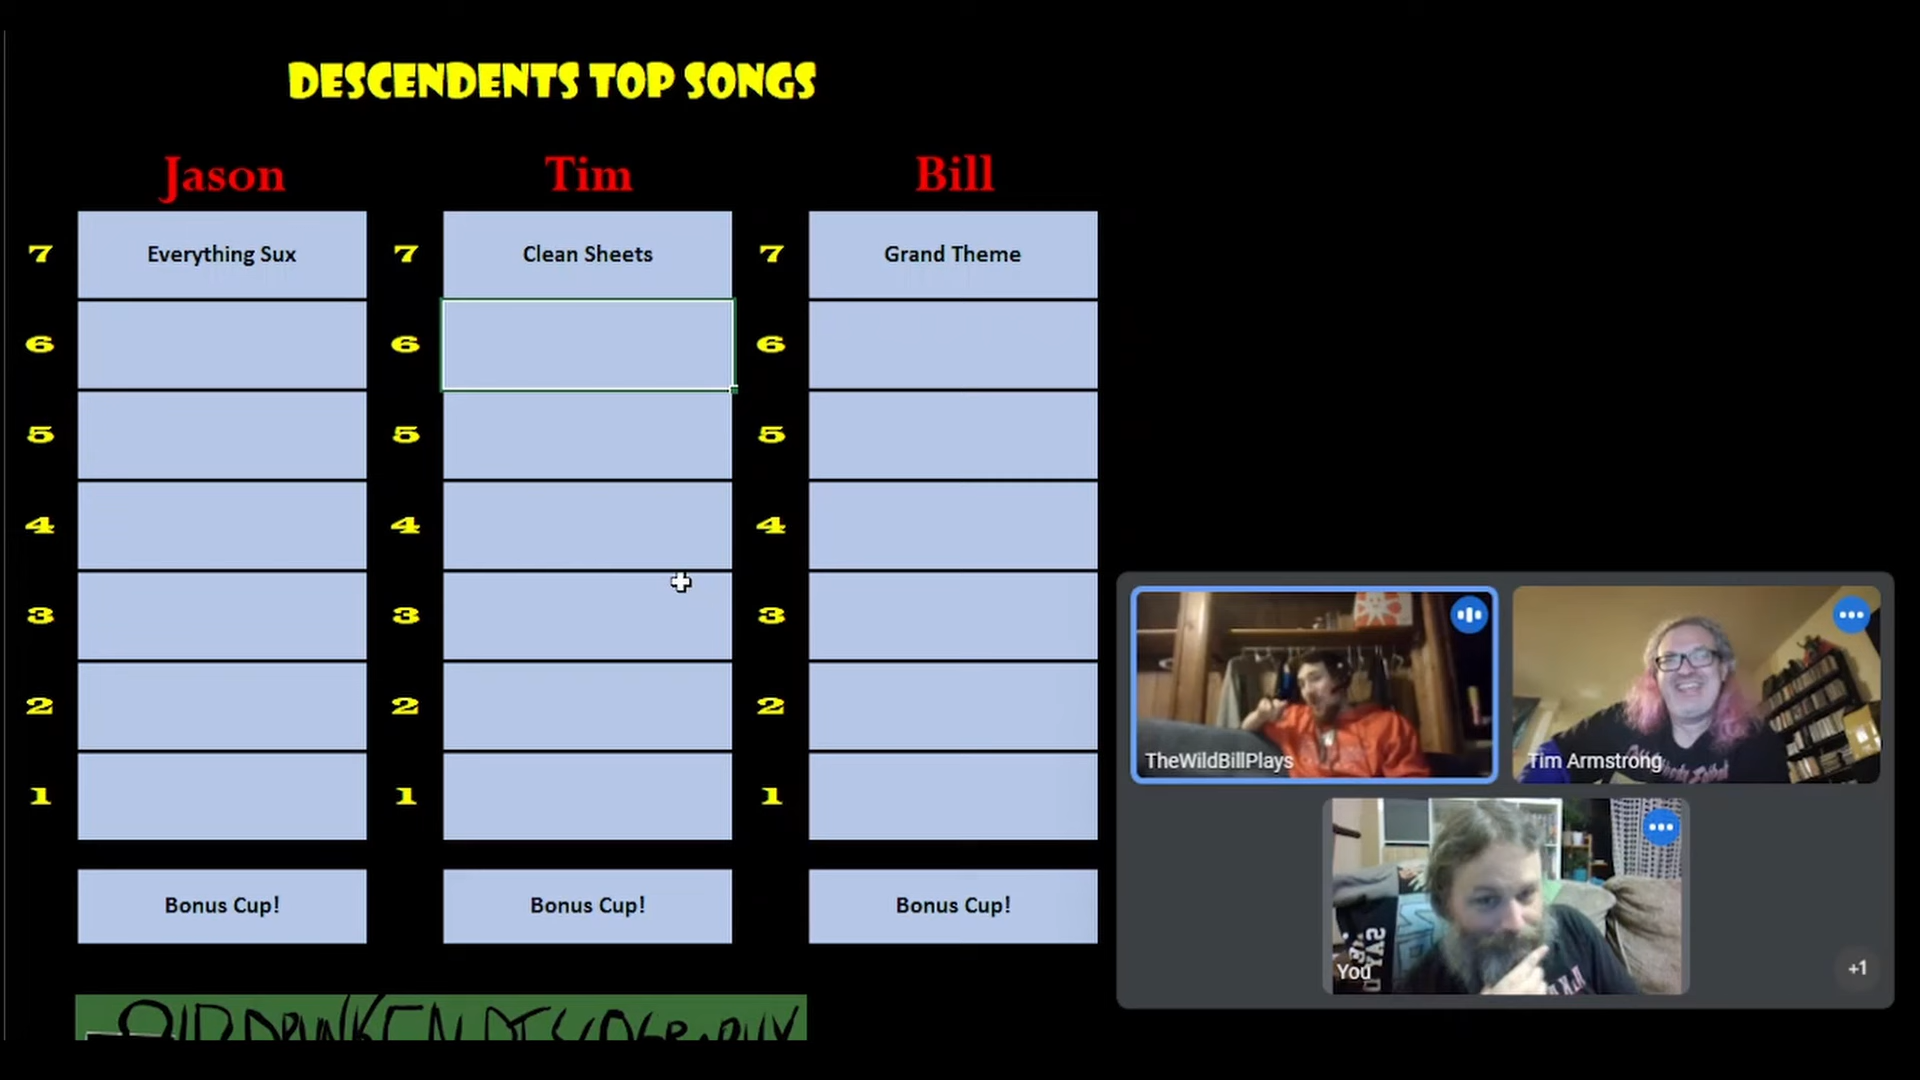 DESCENDENTS TOP SONGS
Jason Tim Bill
7 Everything Sux 7 Clean Sheets 7 Grand Theme
6 6 6
5 5 5
4 4 4
3 3 3
2 2 2
1 1 1
Bonus Cup! Bonus Cup! Bonus Cup!
TheWildBillPlays
Tim Armstrong
You
+1